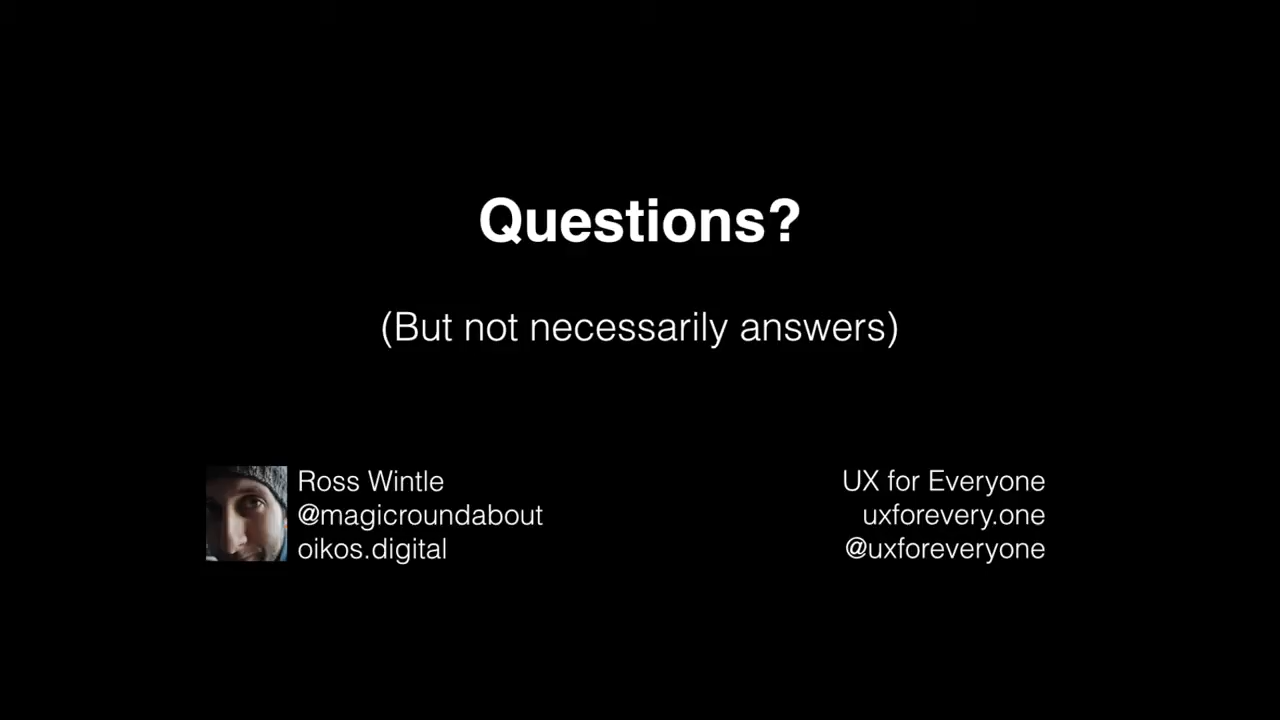 Questions?
(But not necessarily answers)
Ross Wintle
@magicroundabout
oikos.digital
UX for Everyone
uxforevery.one
@uxforeveryone